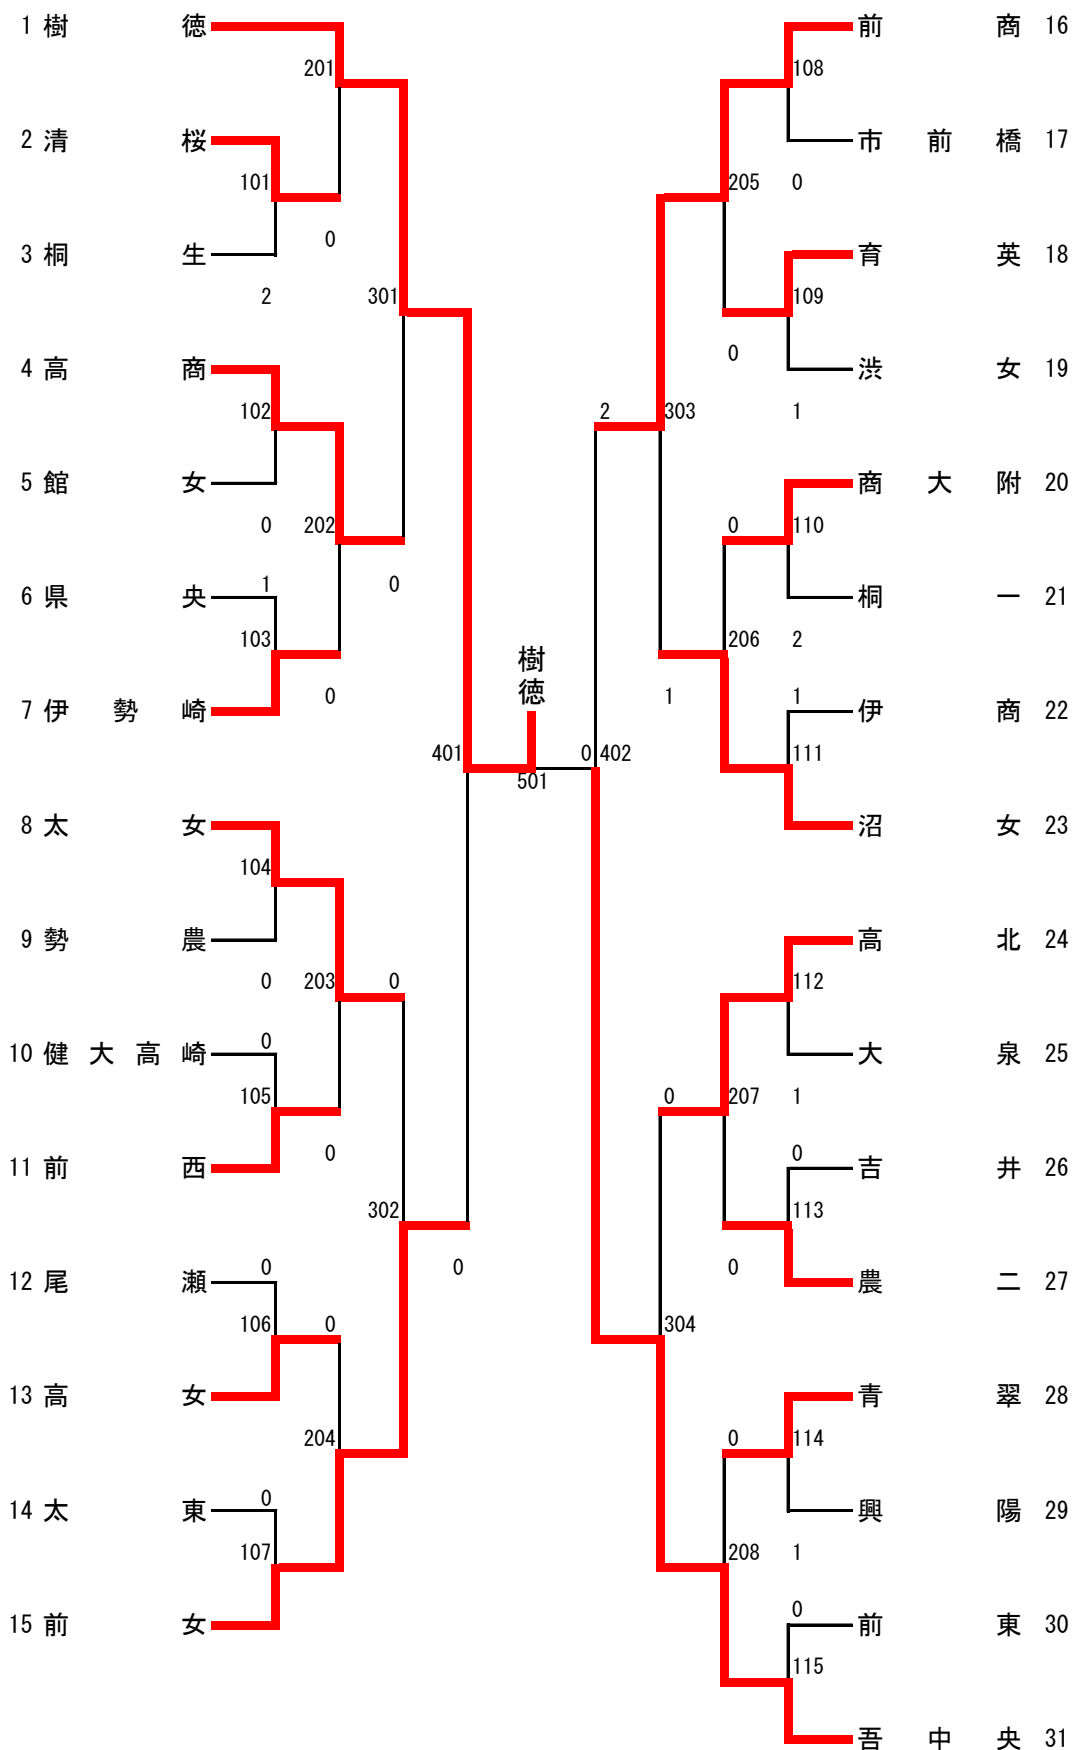 1 樹徳
201
2 清桜
101
0
3 桐生
2
301
4 高商
102
5 館女
0
202
6 県央
1
0
103
7 伊勢崎
0
401
8 太女
104
9 勢農
0
203
0
10 健大高崎
0
105
11 前西
0
302
12 尾瀬
0
0
106
0
13 高女
204
14 太東
0
107
15 前女
樹徳
501
前商 16
108
市前橋 17
205
0
育英 18
109
0
渋女 19
2
303
1
商大附 20
0
110
桐一 21
206
2
1
1
伊商 22
0
402
111
沼女 23
高北 24
112
大泉 25
0
207
1
0
吉井 26
113
0
農二 27
304
青翠 28
0
114
興陽 29
208
1
0
前東 30
115
吾中央 31